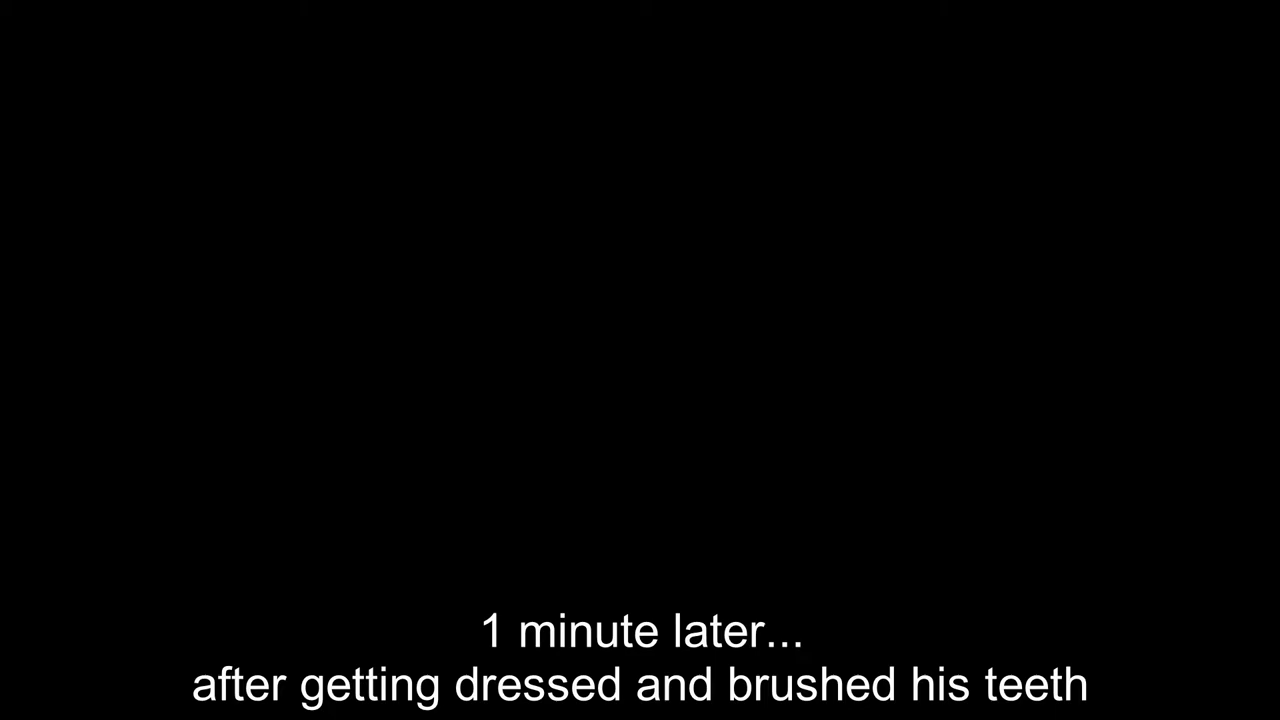 1 minute later...
after getting dressed and brushed his teeth